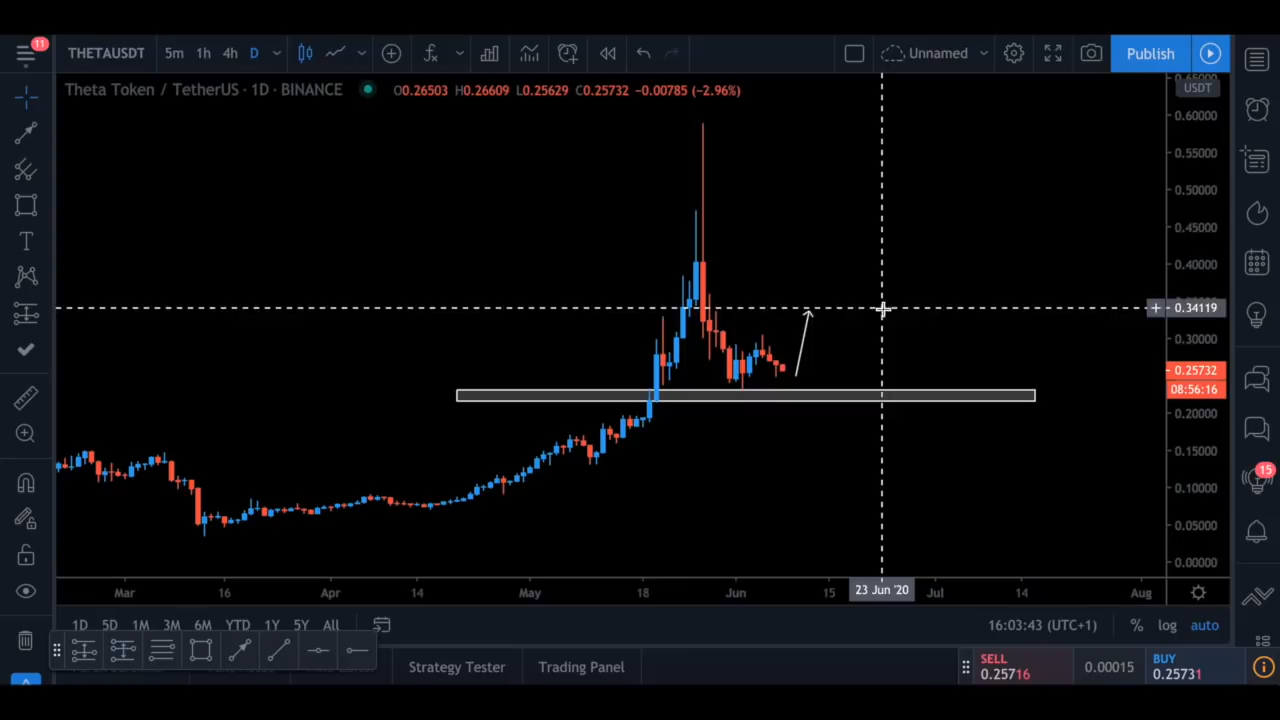 11
THETAUSDT 5m 1h 4h D Unnamed Publish
Theta Token / TetherUS · 1D · BINANCE O0.26503 H0.26609 L0.25629 C0.25732 −0.00785 (−2.96%)
USDT
0.60000
0.55000
0.50000
0.45000
0.40000
0.34119
0.30000
0.25732
08:56:16
0.20000
0.15000
0.10000
0.05000
0.00000
15
Mar 16 Apr 14 May 18 Jun 15 23 Jun '20 Jul 14 Aug
1D 5D 1M 3M 6M YTD 1Y 5Y All 16:03:43 (UTC+1) % log auto
Strategy Tester Trading Panel
SELL
0.25716
0.00015
BUY
0.25731